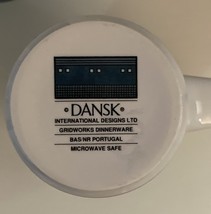 DANSK
INTERNATIONAL DESIGNS LTD
GRIDWORKS DINNERWARE
BAS/NR PORTUGAL
MICROWAVE SAFE